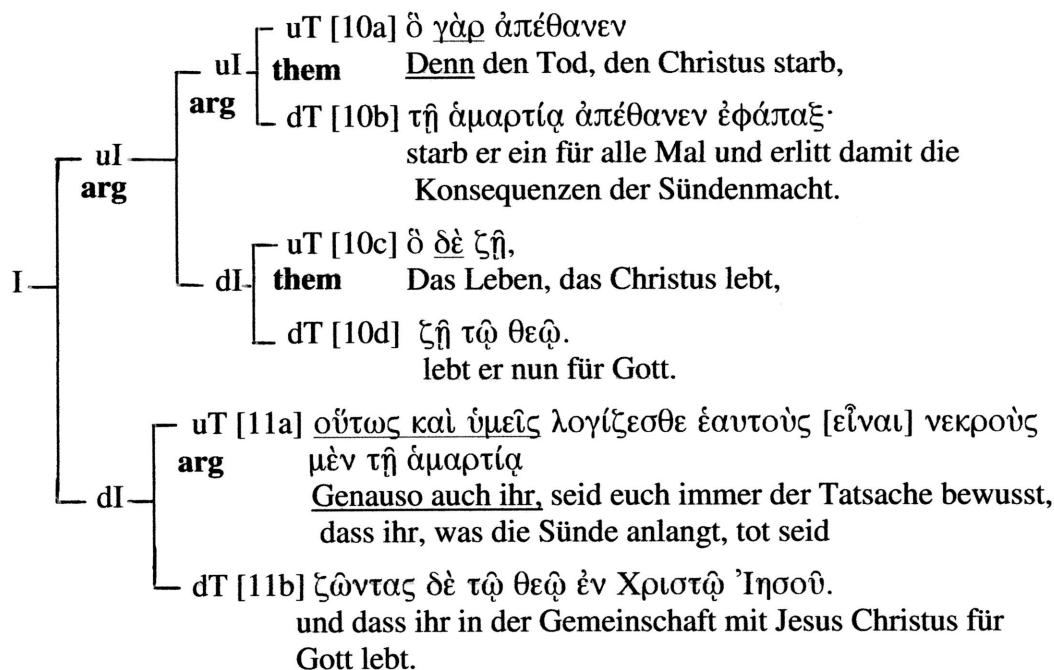 uT [10a] ὃ γὰρ ἀπέθανεν
uI them Denn den Tod, den Christus starb,
arg
dT [10b] τῇ ἁμαρτίᾳ ἀπέθανεν ἐφάπαξ·
uI starb er ein für alle Mal und erlitt damit die
arg Konsequenzen der Sündenmacht.
uT [10c] ὃ δὲ ζῇ,
I dI them Das Leben, das Christus lebt,
dT [10d] ζῇ τῷ θεῷ.
lebt er nun für Gott.
uT [11a] οὕτως καὶ ὑμεῖς λογίζεσθε ἑαυτοὺς [εἶναι] νεκροὺς
arg μὲν τῇ ἁμαρτίᾳ
dI Genauso auch ihr, seid euch immer der Tatsache bewusst,
dass ihr, was die Sünde anlangt, tot seid
dT [11b] ζῶντας δὲ τῷ θεῷ ἐν Χριστῷ Ἰησοῦ.
und dass ihr in der Gemeinschaft mit Jesus Christus für
Gott lebt.